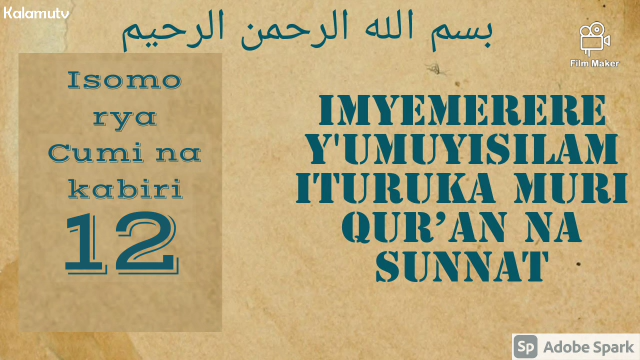 Kalamutv
بسم الله الرحمن الرحيم
Film Maker
Isomo
rya
Cumi na
kabiri
12
IMYEMERERE
Y'UMUYISILAM
ITURUKA MURI
QUR’AN NA
SUNNAT
Sp Adobe Spark